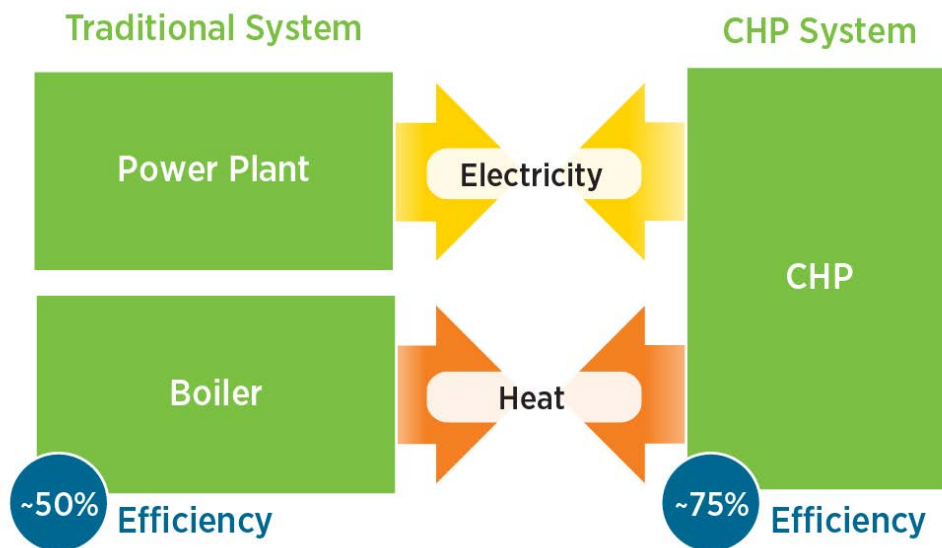 Traditional System
CHP System
Power Plant
Electricity
CHP
Boiler
Heat
~50%
Efficiency
~75%
Efficiency